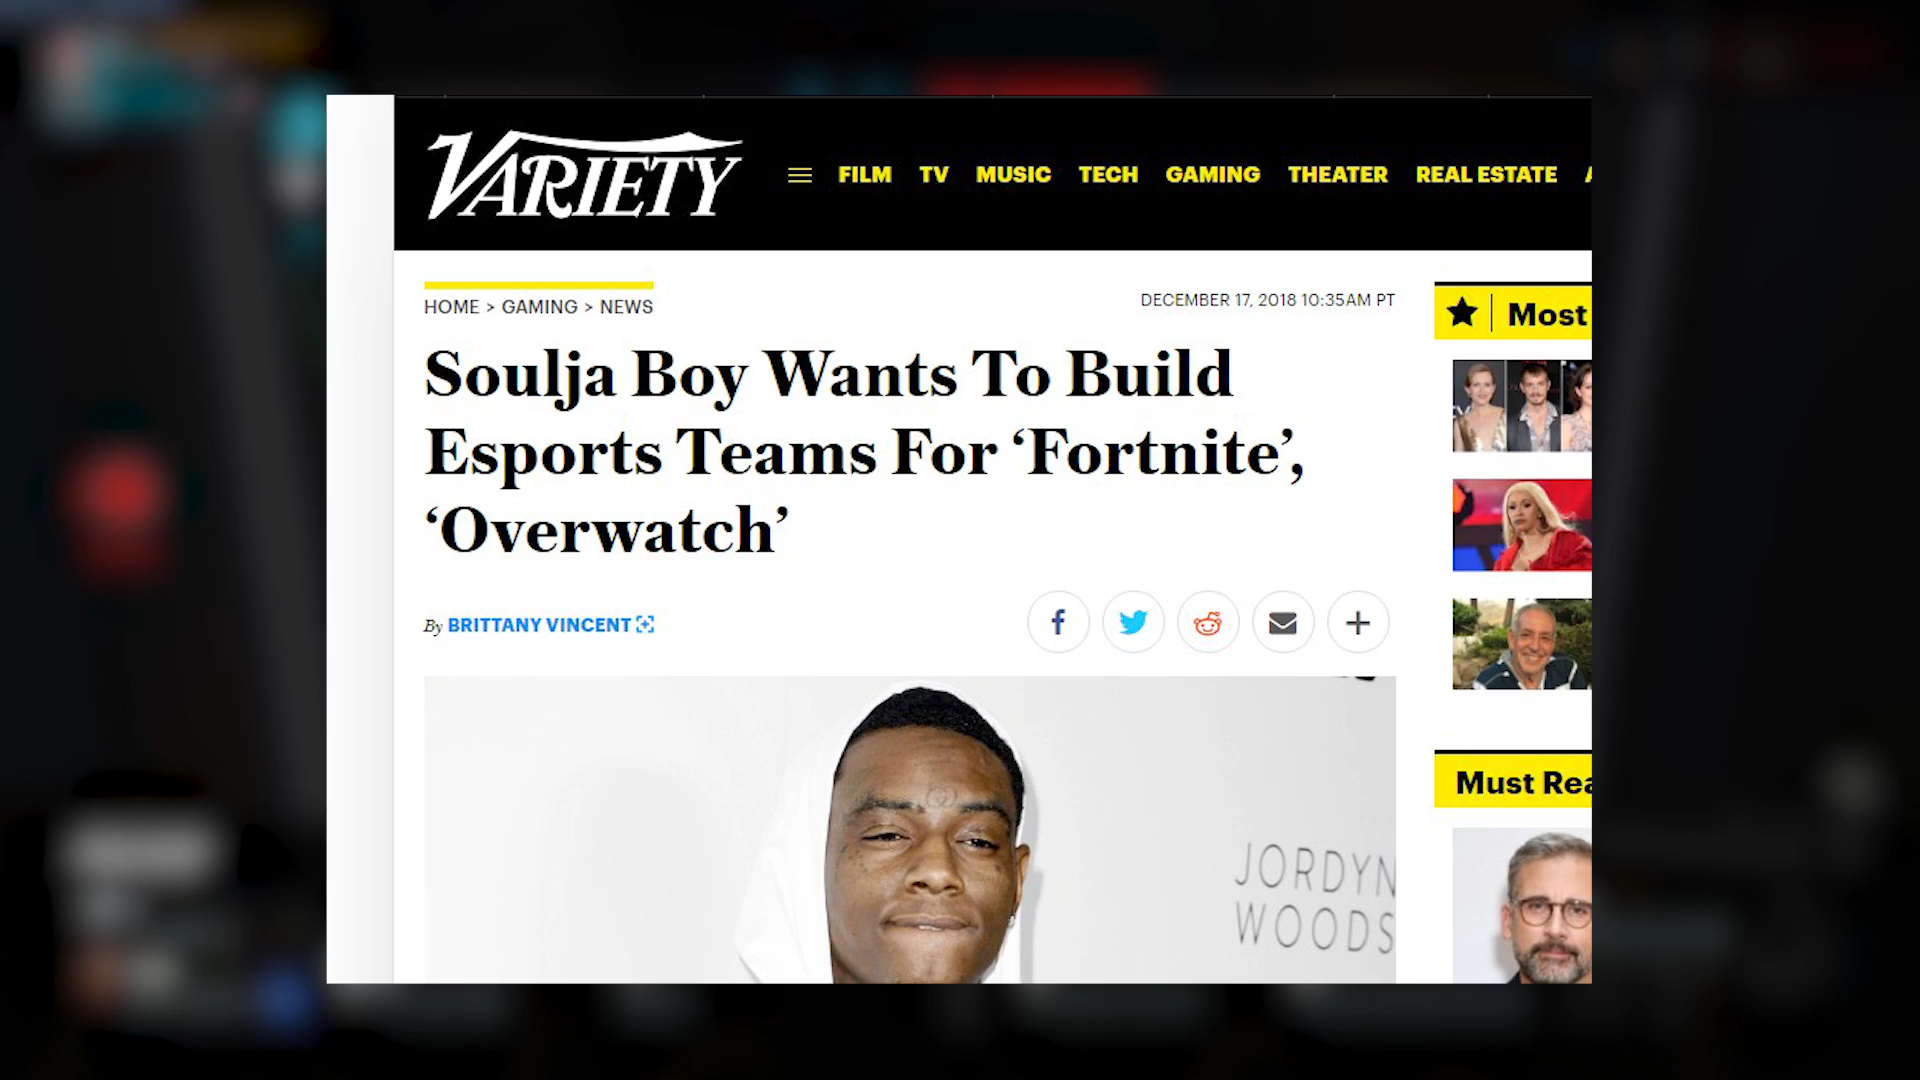 VARIETY
FILM TV MUSIC TECH GAMING THEATER REAL ESTATE
HOME > GAMING > NEWS
DECEMBER 17, 2018 10:35AM PT
Soulja Boy Wants To Build
Esports Teams For ‘Fortnite’,
‘Overwatch’
By BRITTANY VINCENT
JORDYN
WOODS
Most
Must